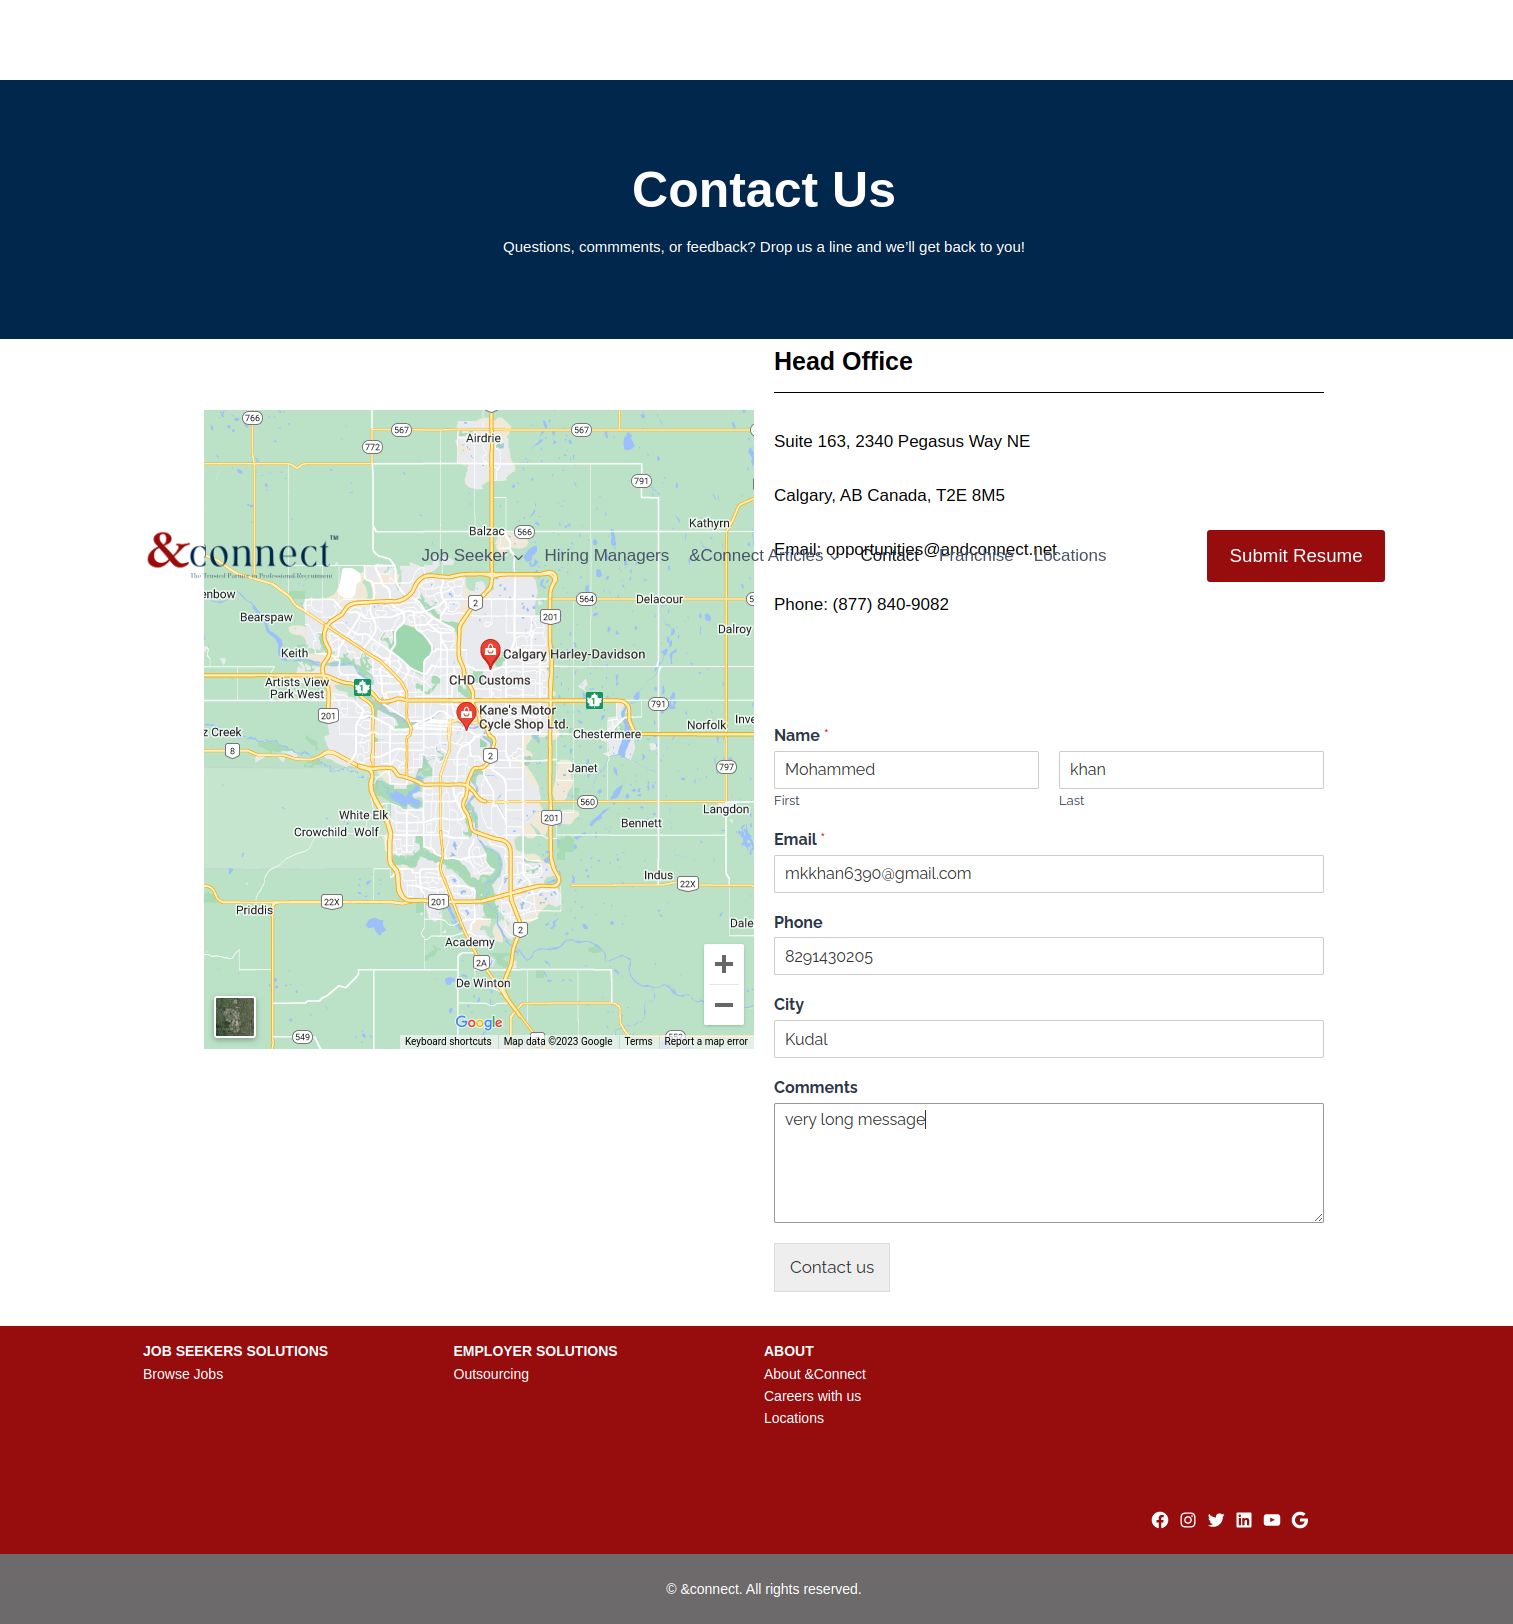 Contact Us
Questions, commments, or feedback? Drop us a line and we’ll get back to you!
Head Office
Suite 163, 2340 Pegasus Way NE
Calgary, AB Canada, T2E 8M5
Email: opportunities@andconnect.net
Phone: (877) 840-9082
&connect™
The Trusted Partner in Professional Recruitment
Job Seeker
Hiring Managers
&Connect Articles
Contact
Franchise
Locations
Submit Resume
766
567
567
772
Airdrie
791
Kathyrn
Balzac
566
enbow
Bearspaw
2
564
Delacour
201
Dalroy
Keith
Calgary Harley-Davidson
CHD Customs
Artists View
Park West
1
1
201
Kane's Motor
Cycle Shop Ltd.
791
Norfolk
Inve
z Creek
8
Chestermere
2
Janet
797
560
White Elk
201
Langdon
Crowchild Wolf
Bennett
Indus
22X
22X
201
Priddis
2
Dale
Academy
2A
De Winton
Google
549
Keyboard shortcuts
Map data ©2023 Google
Terms
Report a map error
Name *
Mohammed
khan
First
Last
Email *
mkkhan6390@gmail.com
Phone
8291430205
City
Kudal
Comments
very long message
Contact us
JOB SEEKERS SOLUTIONS
Browse Jobs
EMPLOYER SOLUTIONS
Outsourcing
ABOUT
About &Connect
Careers with us
Locations
© &connect. All rights reserved.